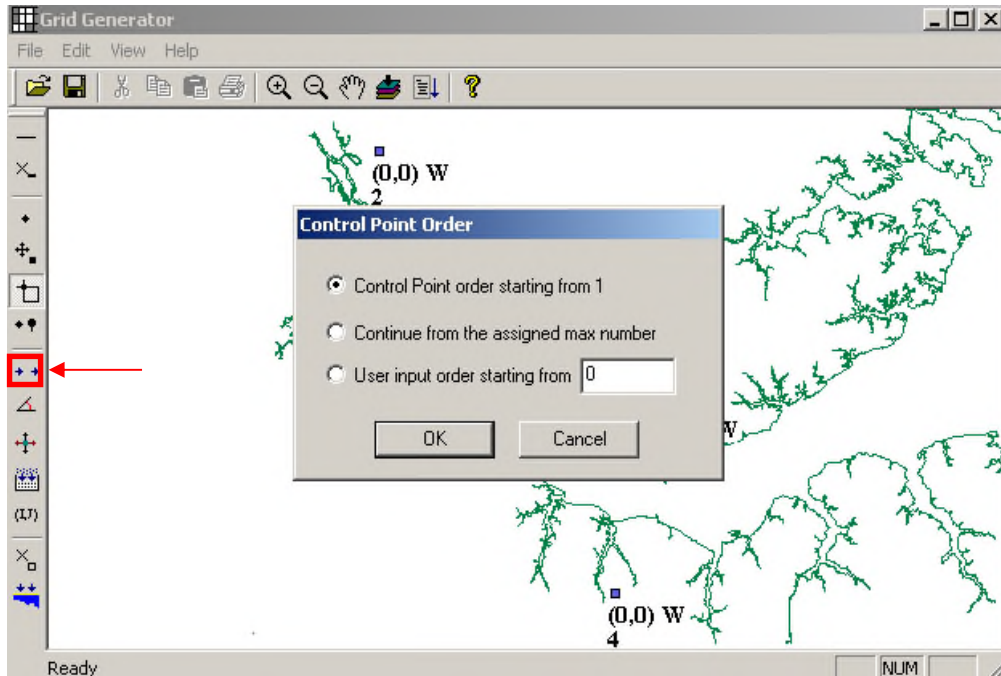 Grid Generator
File Edit View Help
(0,0) W
2
Control Point Order
Control Point order starting from 1
Continue from the assigned max number
User input order starting from 0
OK Cancel
W
(I,J)
(0,0) W
4
Ready NUM